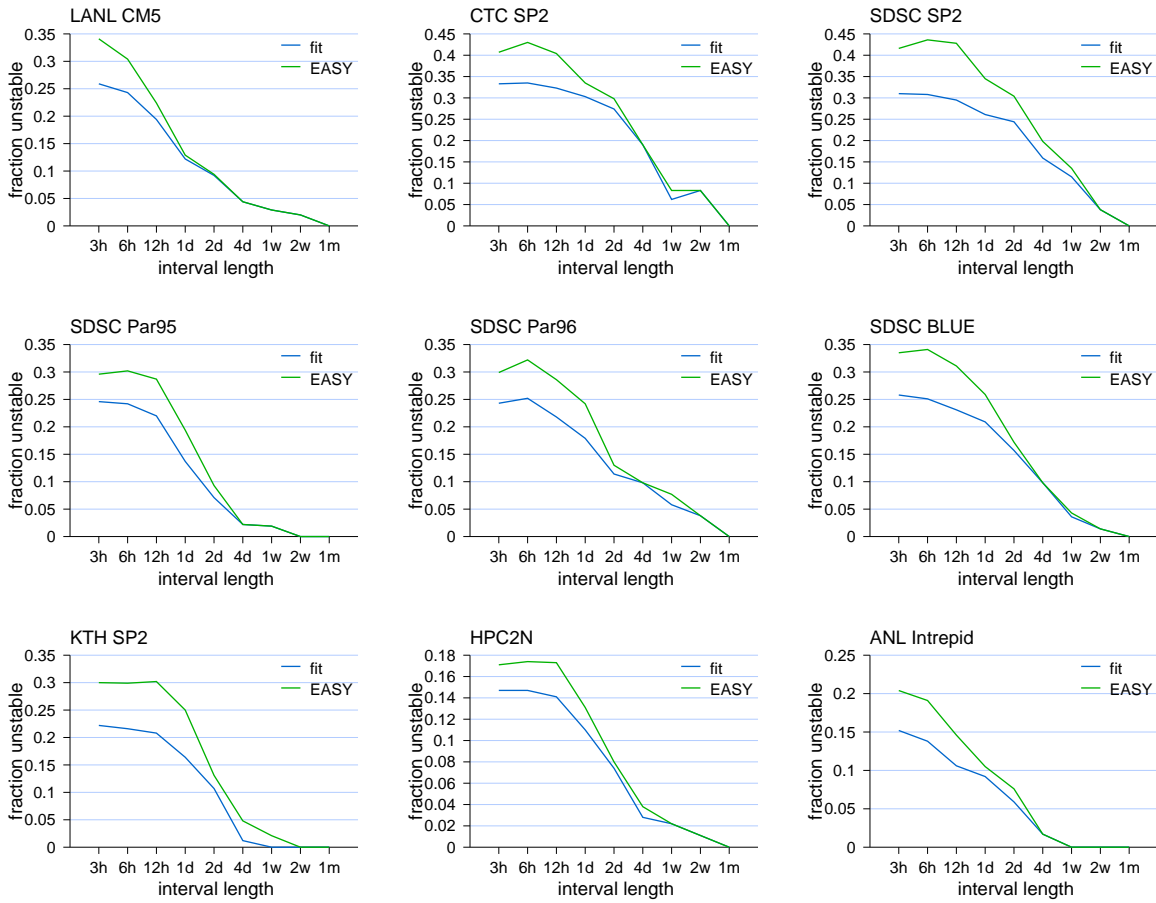 LANL CM5
fraction unstable
0.35
0.3
0.25
0.2
0.15
0.1
0.05
0
fit
EASY
3h 6h 12h 1d 2d 4d 1w 2w 1m
interval length
CTC SP2
fraction unstable
0.45
0.4
0.35
0.3
0.25
0.2
0.15
0.1
0.05
0
fit
EASY
3h 6h 12h 1d 2d 4d 1w 2w 1m
interval length
SDSC SP2
fraction unstable
0.45
0.4
0.35
0.3
0.25
0.2
0.15
0.1
0.05
0
fit
EASY
3h 6h 12h 1d 2d 4d 1w 2w 1m
interval length
SDSC Par95
fraction unstable
0.35
0.3
0.25
0.2
0.15
0.1
0.05
0
fit
EASY
3h 6h 12h 1d 2d 4d 1w 2w 1m
interval length
SDSC Par96
fraction unstable
0.35
0.3
0.25
0.2
0.15
0.1
0.05
0
fit
EASY
3h 6h 12h 1d 2d 4d 1w 2w 1m
interval length
SDSC BLUE
fraction unstable
0.35
0.3
0.25
0.2
0.15
0.1
0.05
0
fit
EASY
3h 6h 12h 1d 2d 4d 1w 2w 1m
interval length
KTH SP2
fraction unstable
0.35
0.3
0.25
0.2
0.15
0.1
0.05
0
fit
EASY
3h 6h 12h 1d 2d 4d 1w 2w 1m
interval length
HPC2N
fraction unstable
0.18
0.16
0.14
0.12
0.1
0.08
0.06
0.04
0.02
0
fit
EASY
3h 6h 12h 1d 2d 4d 1w 2w 1m
interval length
ANL Intrepid
fraction unstable
0.25
0.2
0.15
0.1
0.05
0
fit
EASY
3h 6h 12h 1d 2d 4d 1w 2w 1m
interval length